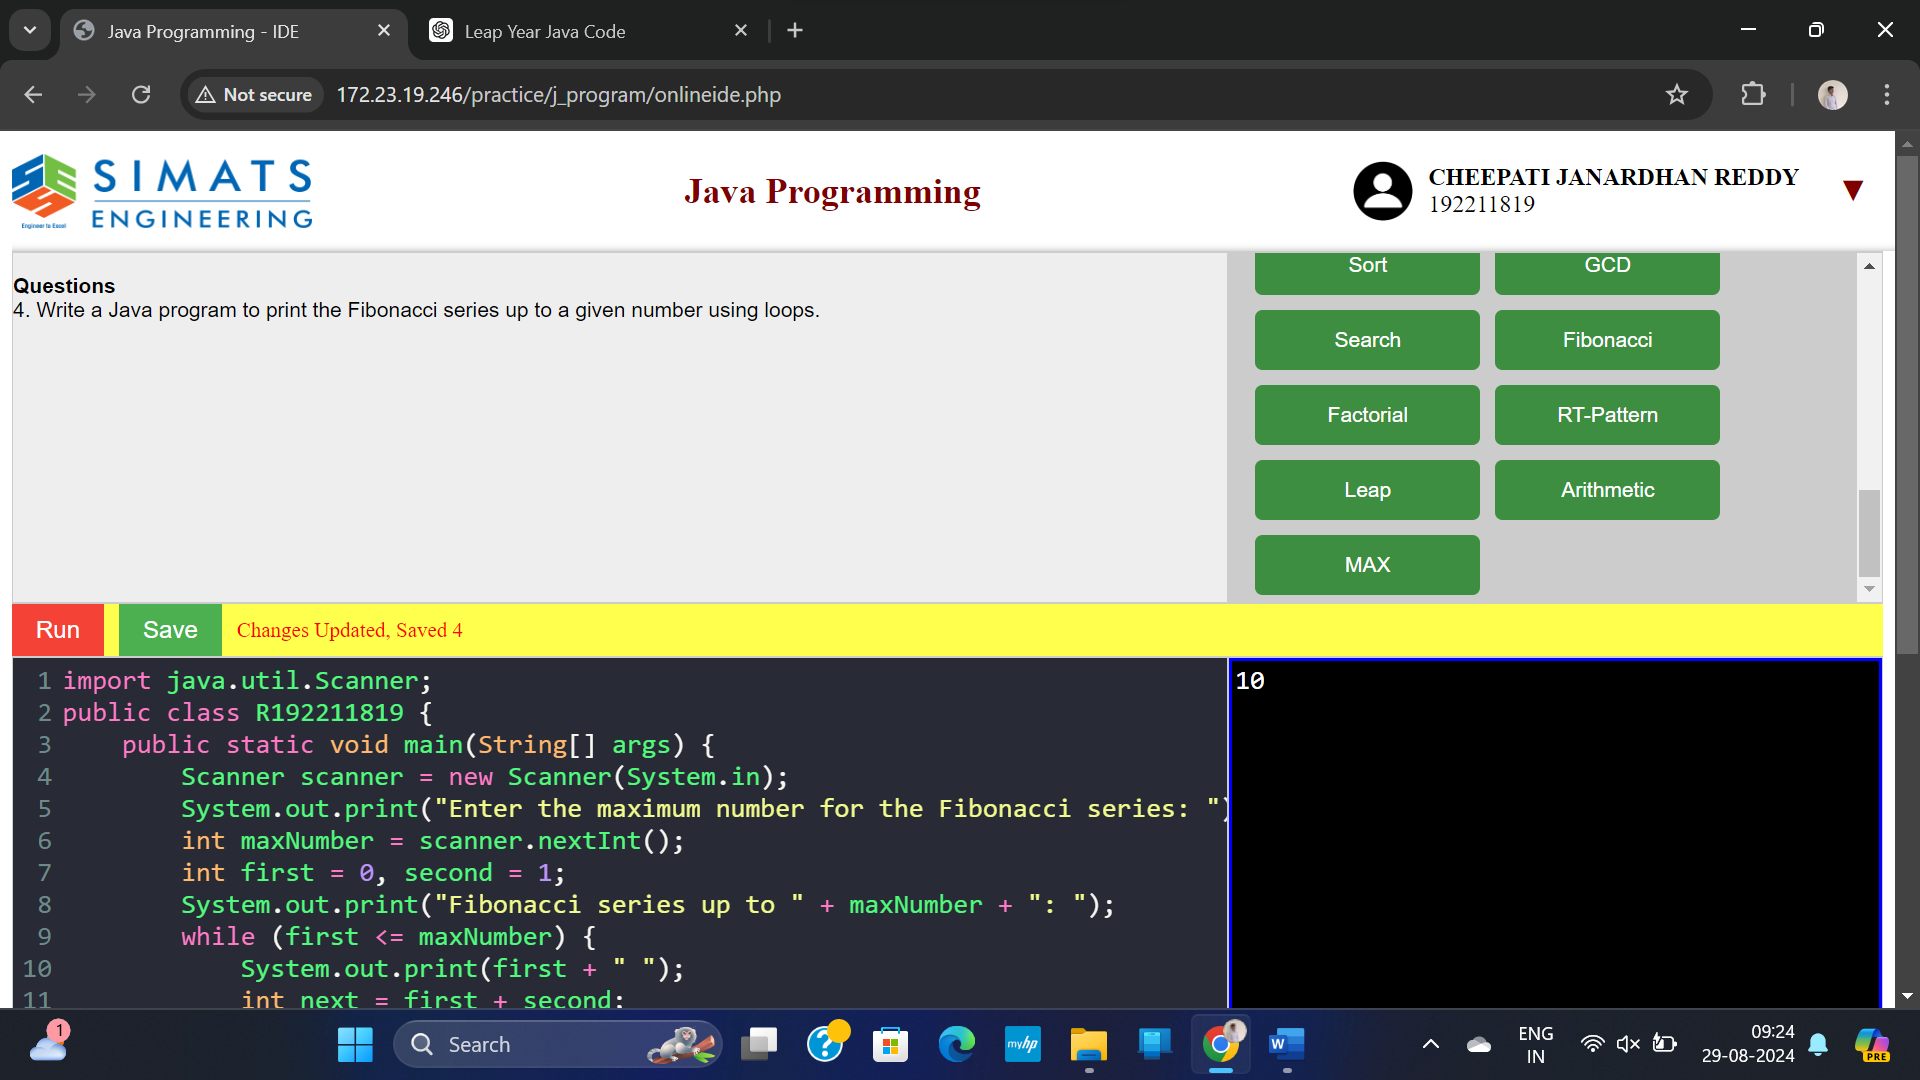 Java Programming - IDE
Leap Year Java Code
Not secure
172.23.19.246/practice/j_program/onlineide.php
SIMATS
ENGINEERING
Engineer to Excel
Java Programming
CHEEPATI JANARDHAN REDDY
192211819
Questions
4. Write a Java program to print the Fibonacci series up to a given number using loops.
Sort
GCD
Search
Fibonacci
Factorial
RT-Pattern
Leap
Arithmetic
MAX
Run
Save
Changes Updated, Saved 4
1 import java.util.Scanner;
2 public class R192211819 {
3 public static void main(String[] args) {
4 Scanner scanner = new Scanner(System.in);
5 System.out.print("Enter the maximum number for the Fibonacci series: ")
6 int maxNumber = scanner.nextInt();
7 int first = 0, second = 1;
8 System.out.print("Fibonacci series up to " + maxNumber + ": ");
9 while (first <= maxNumber) {
10 System.out.print(first + " ");
11 int next = first + second;
10
1
Search
myhp
W
ENG
IN
09:24
29-08-2024
PRE